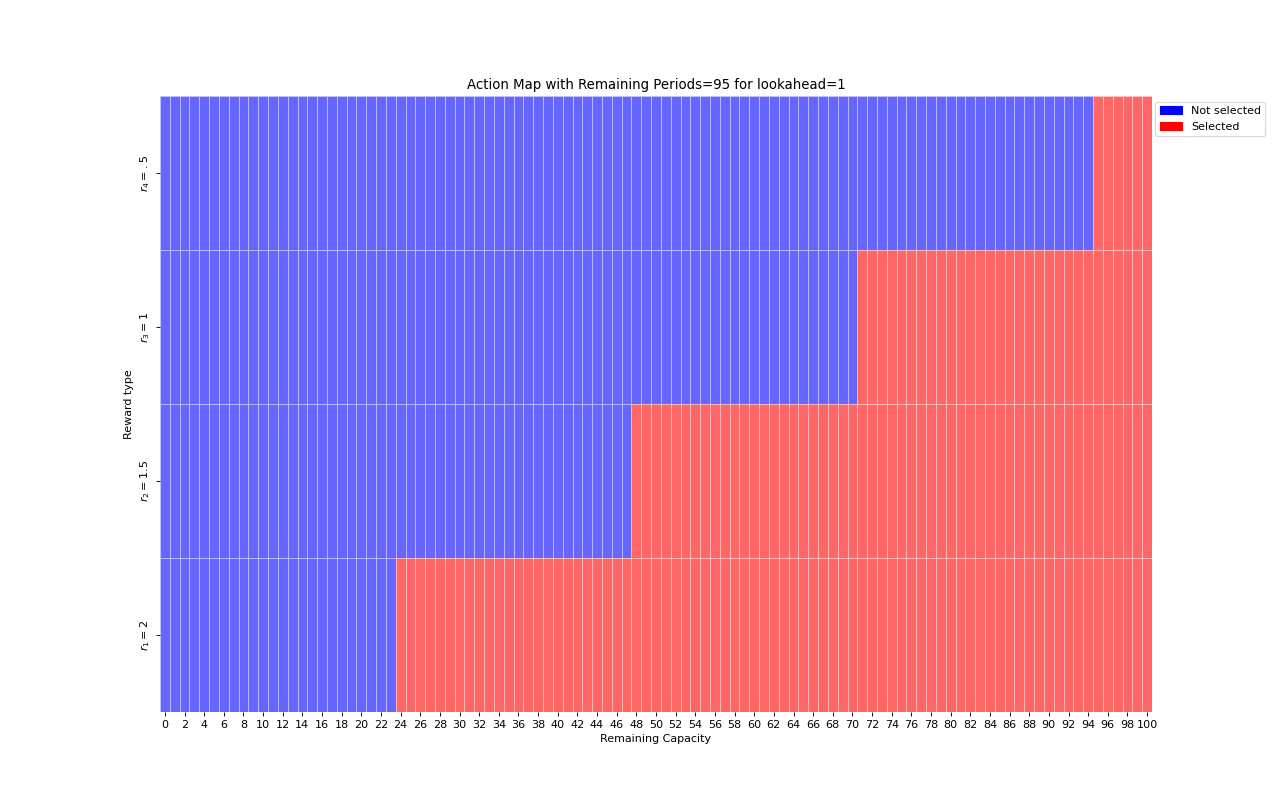 Action Map with Remaining Periods=95 for lookahead=1
Not selected
Selected
r₄ = .5
r₃ = 1
r₂ = 1.5
r₁ = 2
Reward type
0 2 4 6 8 10 12 14 16 18 20 22 24 26 28 30 32 34 36 38 40 42 44 46 48 50 52 54 56 58 60 62 64 66 68 70 72 74 76 78 80 82 84 86 88 90 92 94 96 98 100
Remaining Capacity